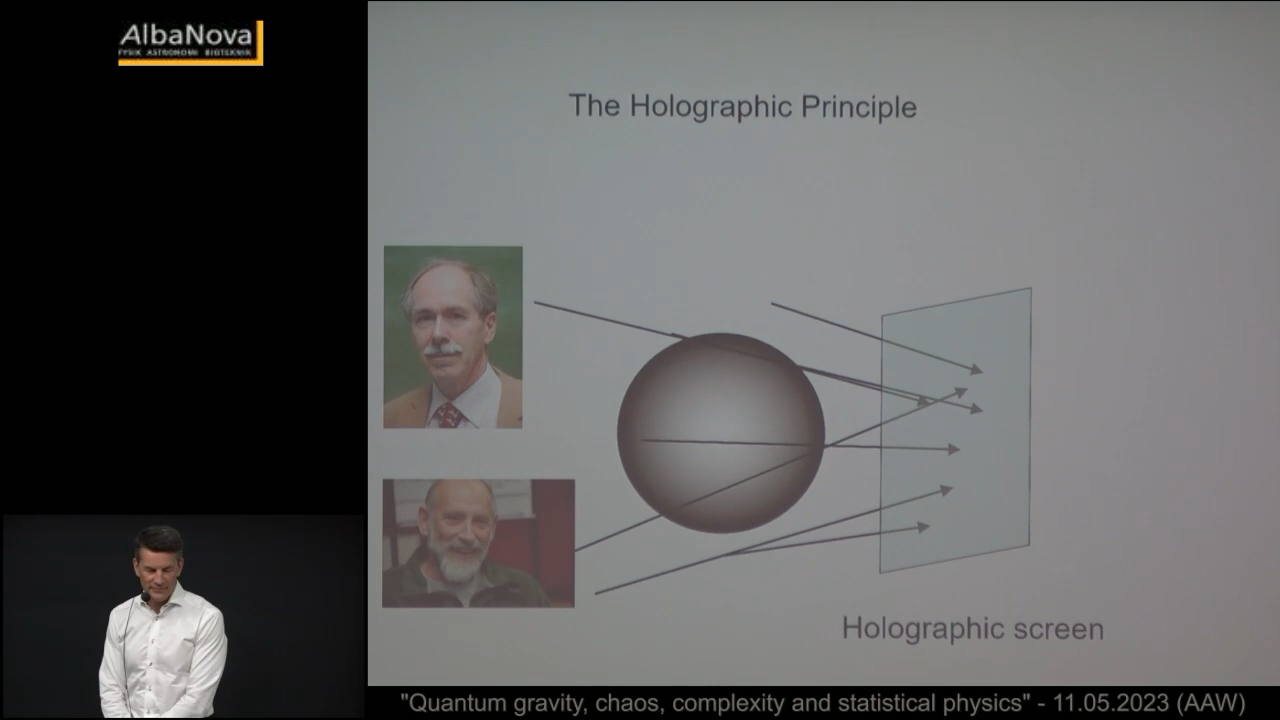 AlbaNova
FYSIK ASTRONOMI BIOTEKNIK
The Holographic Principle
Holographic screen
"Quantum gravity, chaos, complexity and statistical physics" - 11.05.2023 (AAW)